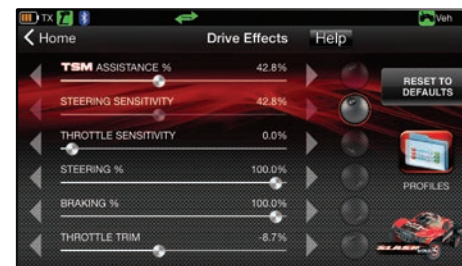 TX Veh
Home Drive Effects Help
TSM ASSISTANCE % 42.8%
RESET TO
DEFAULTS
STEERING SENSITIVITY 42.8%
THROTTLE SENSITIVITY 0.0%
STEERING % 100.0%
PROFILES
BRAKING % 100.0%
THROTTLE TRIM -8.7%
SLASH